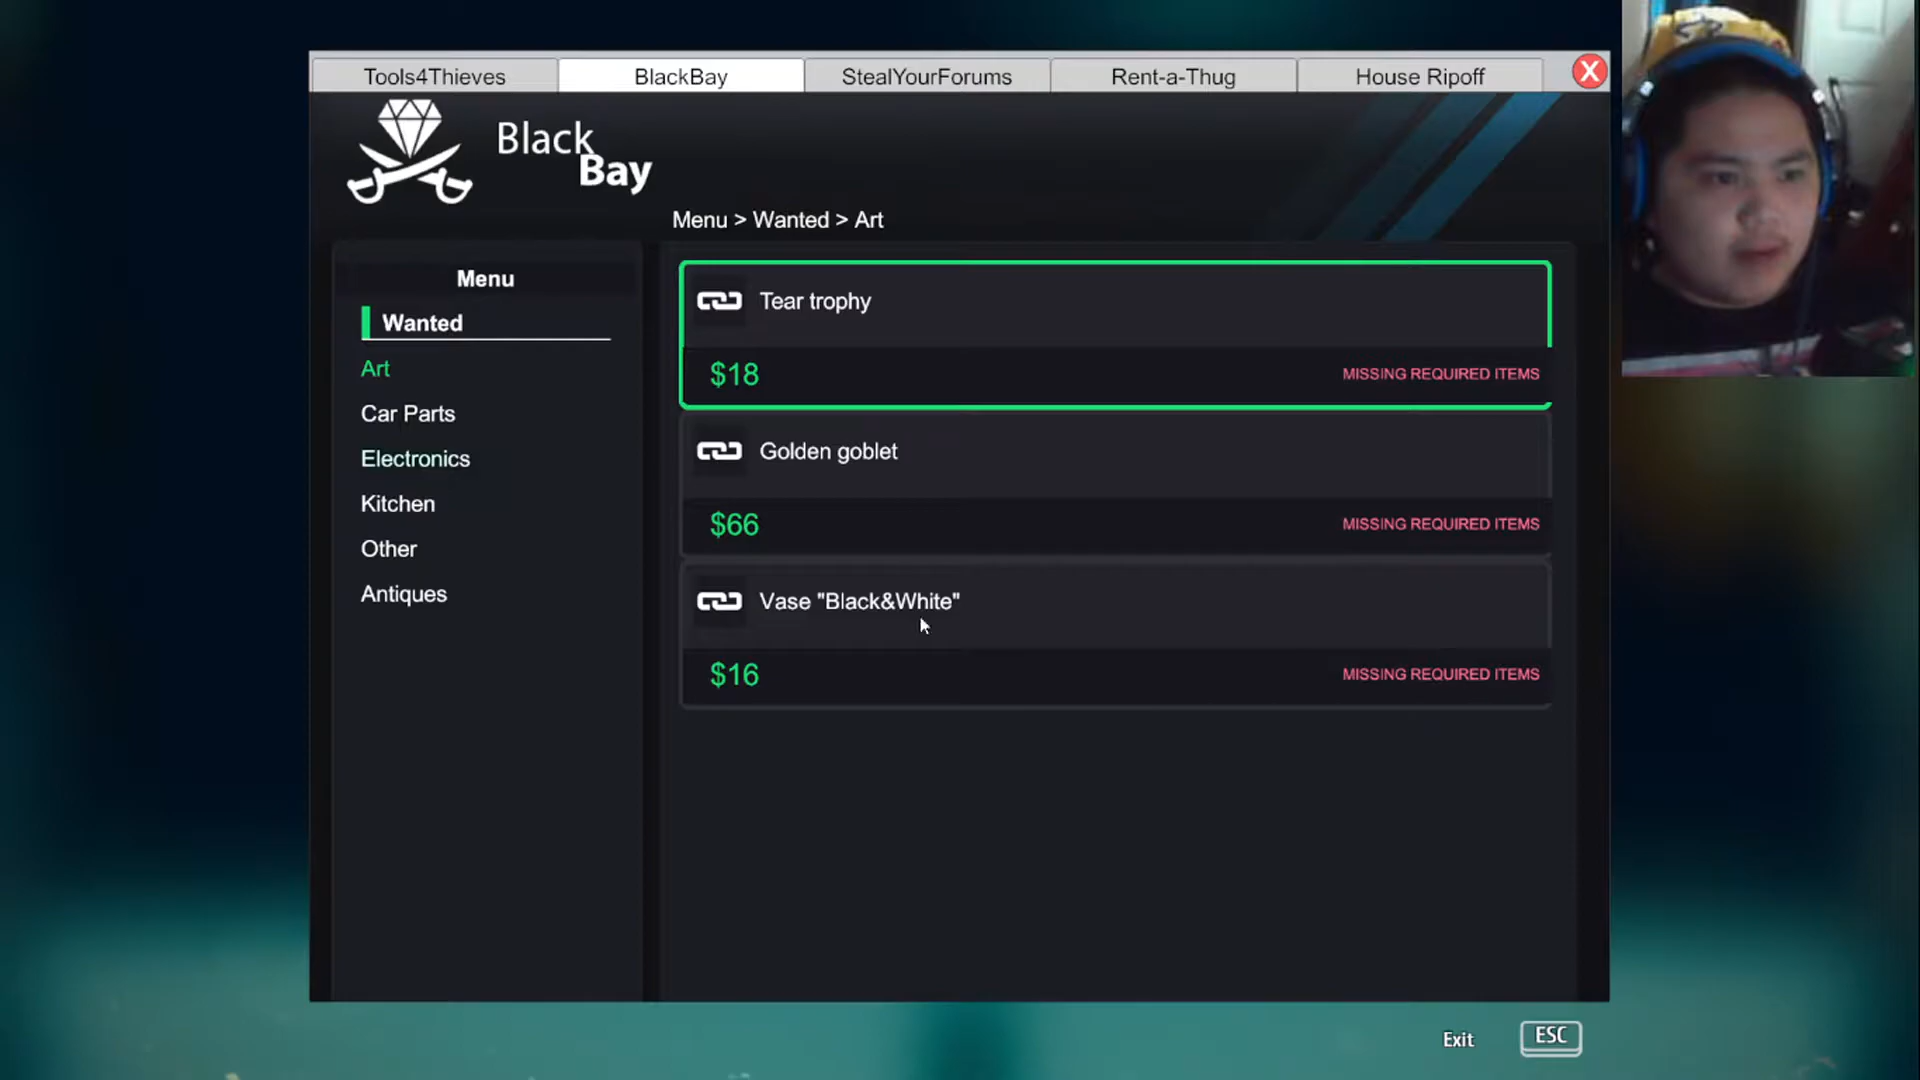 Tools4Thieves
BlackBay
StealYourForums
Rent-a-Thug
House Ripoff
X
Black
Bay
Menu > Wanted > Art
Menu
Wanted
Art
Car Parts
Electronics
Kitchen
Other
Antiques
Tear trophy
$18
MISSING REQUIRED ITEMS
Golden goblet
$66
MISSING REQUIRED ITEMS
Vase "Black&White"
$16
MISSING REQUIRED ITEMS
Exit
ESC